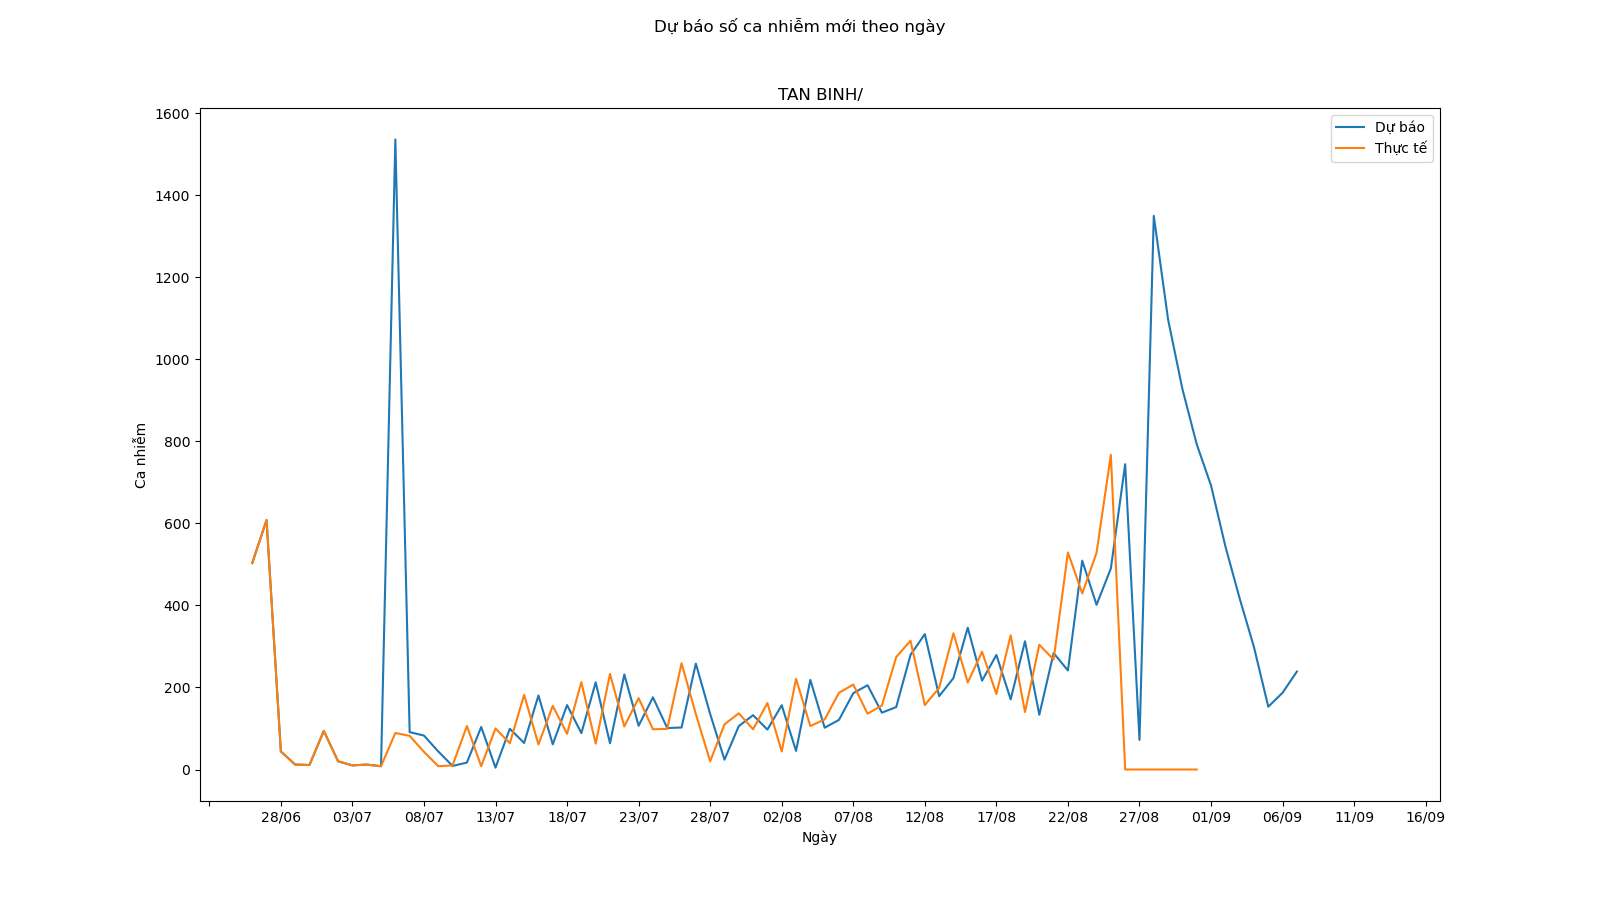 Dự báo số ca nhiễm mới theo ngày
TAN BINH/
Dự báo
Thực tế
Ca nhiễm
1600
1400
1200
1000
800
600
400
200
0
28/06 03/07 08/07 13/07 18/07 23/07 28/07 02/08 07/08 12/08 17/08 22/08 27/08 01/09 06/09 11/09 16/09
Ngày